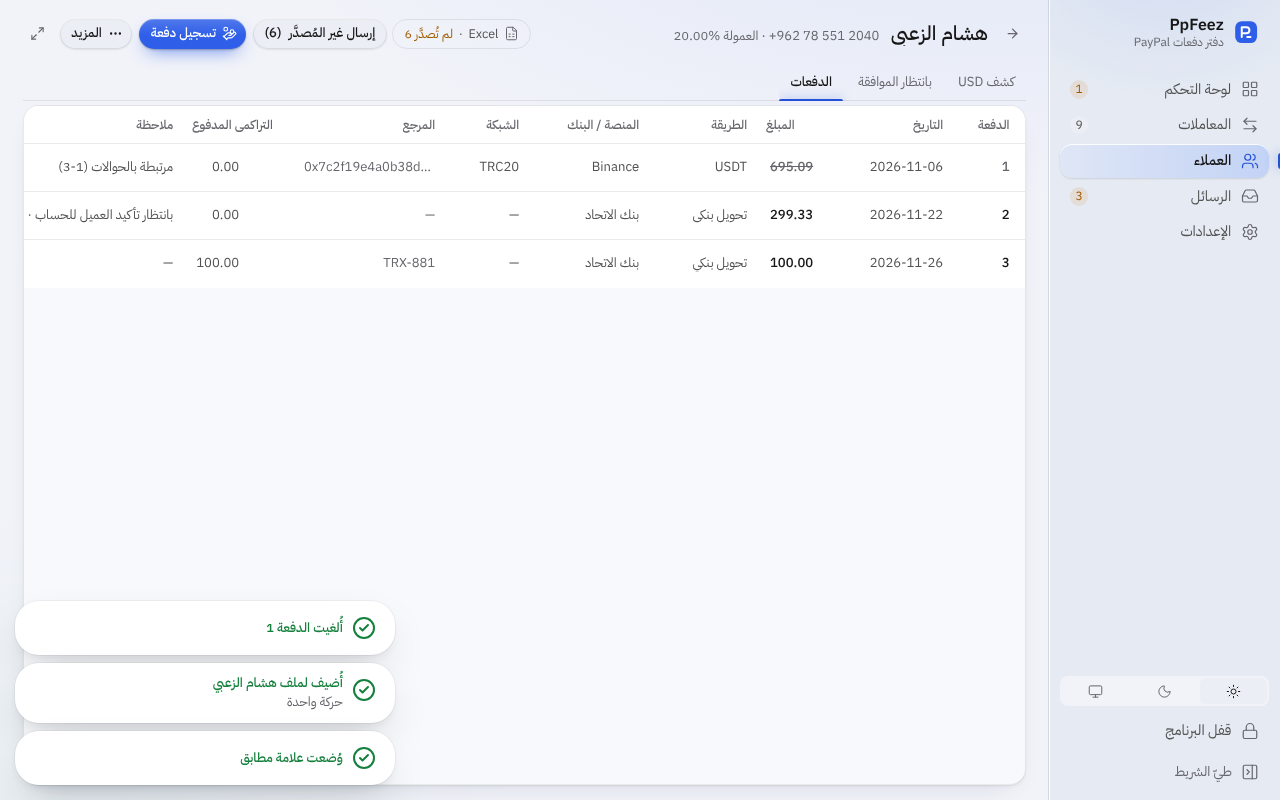 PpFeez
دفتر دفعات PayPal
لوحة التحكم 1
المعاملات 9
العملاء
الرسائل 3
الإعدادات
قفل البرنامج
طيّ الشريط
هشام الزعبي
+962 78 551 2040 · العمولة 20.00%
Excel · لم تُصدَّر 6
إرسال غير المُصدَّر (6)
تسجيل دفعة
المزيد
كشف USD
بانتظار الموافقة
الدفعات
الدفعة التاريخ المبلغ الطريقة المنصة / البنك الشبكة المرجع التراكمي المدفوع ملاحظة
1 2026-11-06 695.09 USDT Binance TRC20 0x7c2f19e4a0b38d… 0.00 مرتبطة بالحوالات (1-3)
2 2026-11-22 299.33 تحويل بنكي بنك الاتحاد — — 0.00 بانتظار تأكيد العميل للحساب ·
3 2026-11-26 100.00 تحويل بنكي بنك الاتحاد — TRX-881 100.00 —
أُلغيت الدفعة 1
أُضيف لملف هشام الزعبي
حركة واحدة
وُضعت علامة مطابق